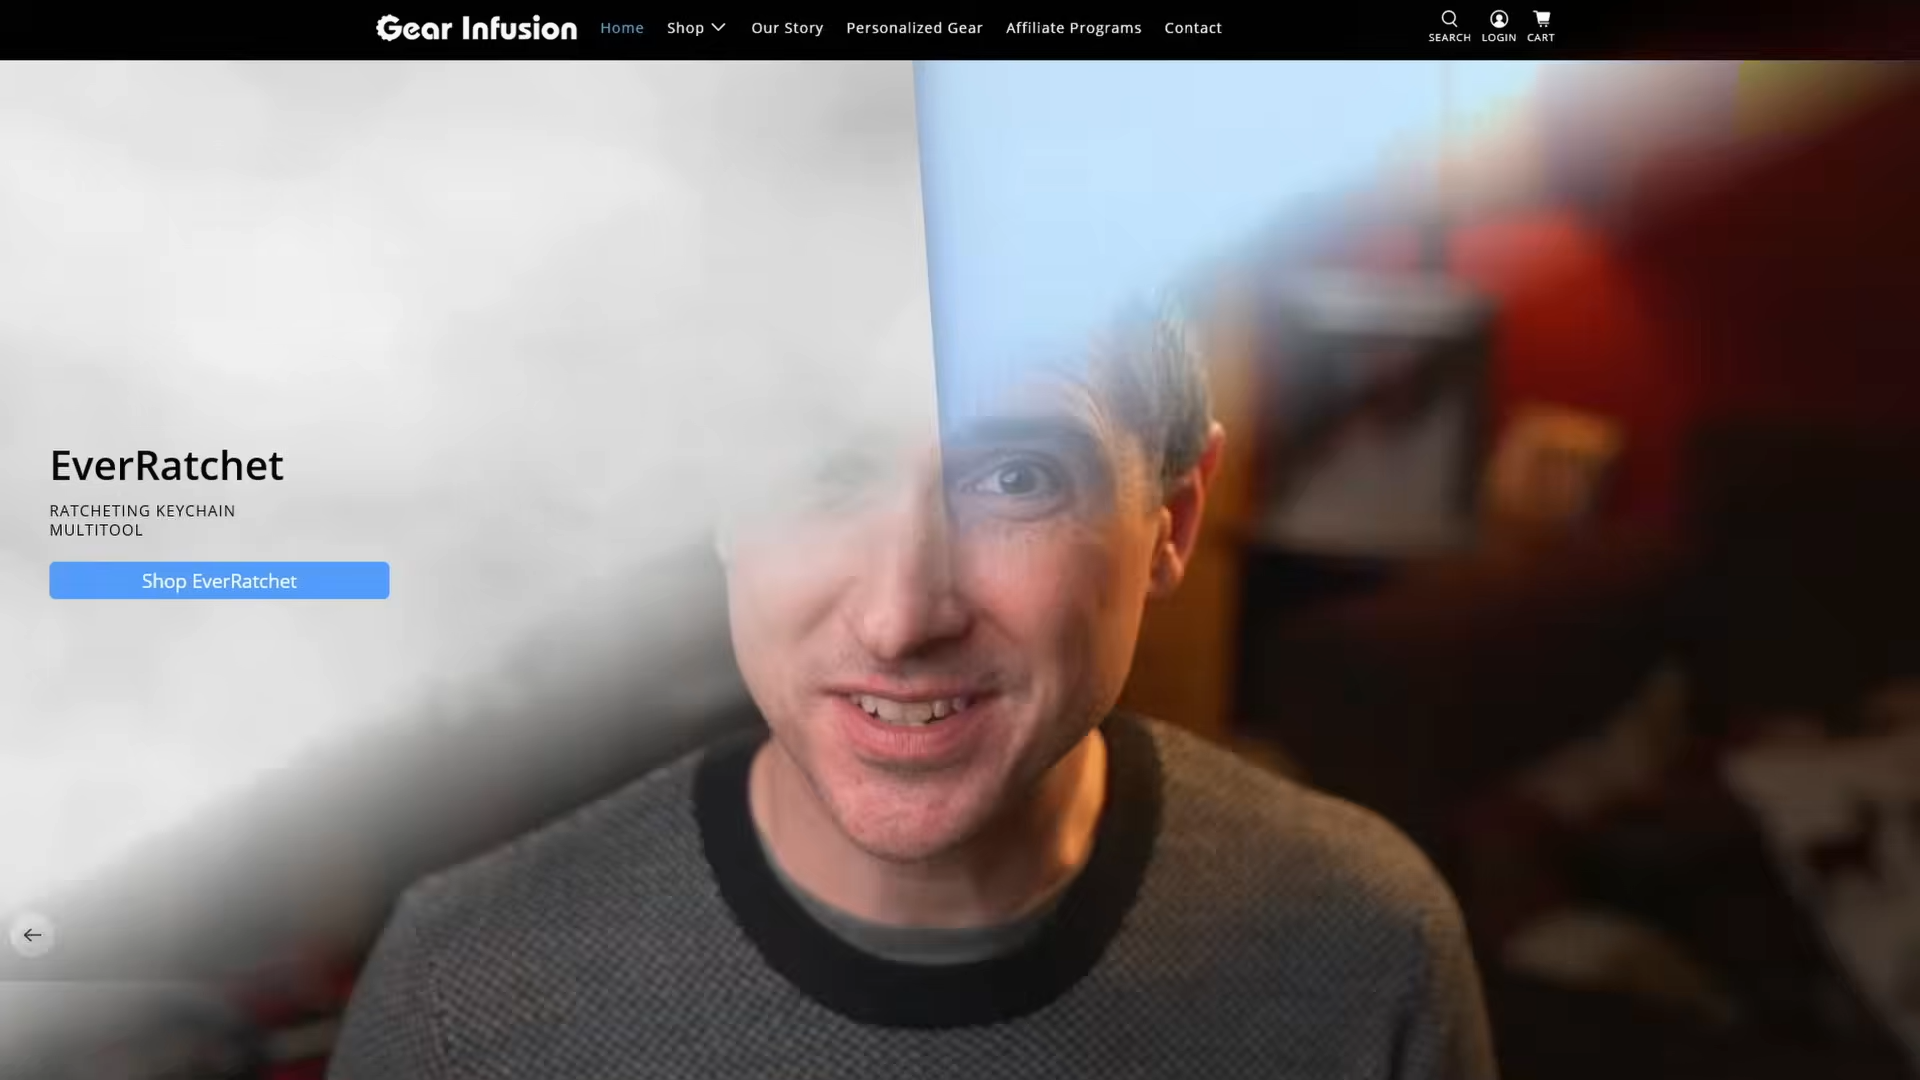 Gear Infusion
Home Shop Our Story Personalized Gear Affiliate Programs Contact
SEARCH LOGIN CART
EverRatchet
RATCHETING KEYCHAIN
MULTITOOL
Shop EverRatchet